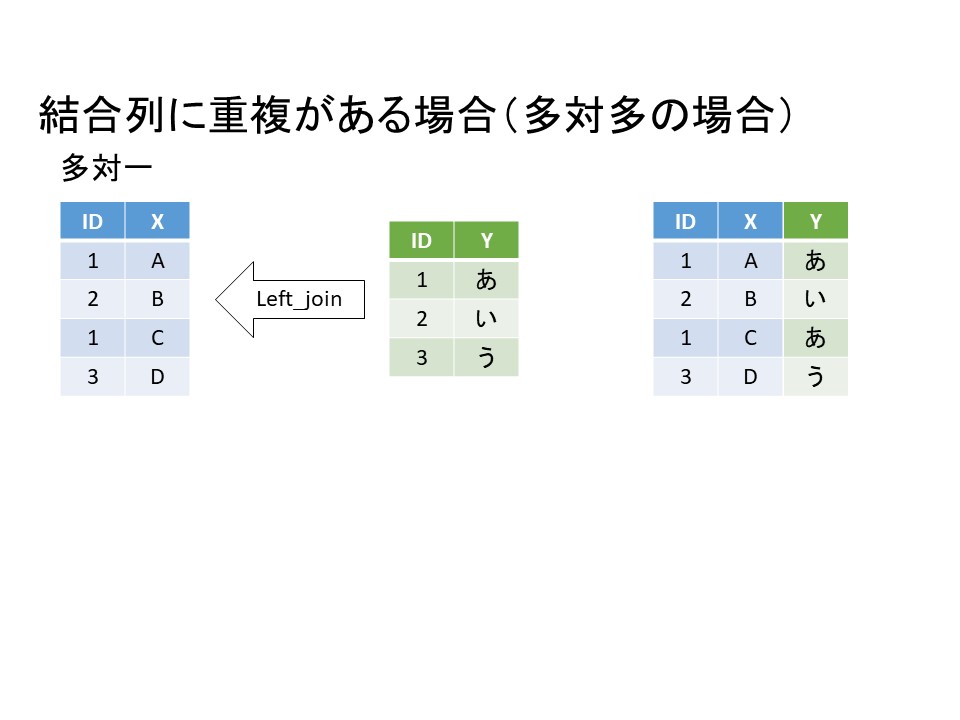 結合列に重複がある場合（多対多の場合）
多対一
ID X
1 A
2 B
1 C
3 D
Left_join
ID Y
1 あ
2 い
3 う
ID X Y
1 A あ
2 B い
1 C あ
3 D う